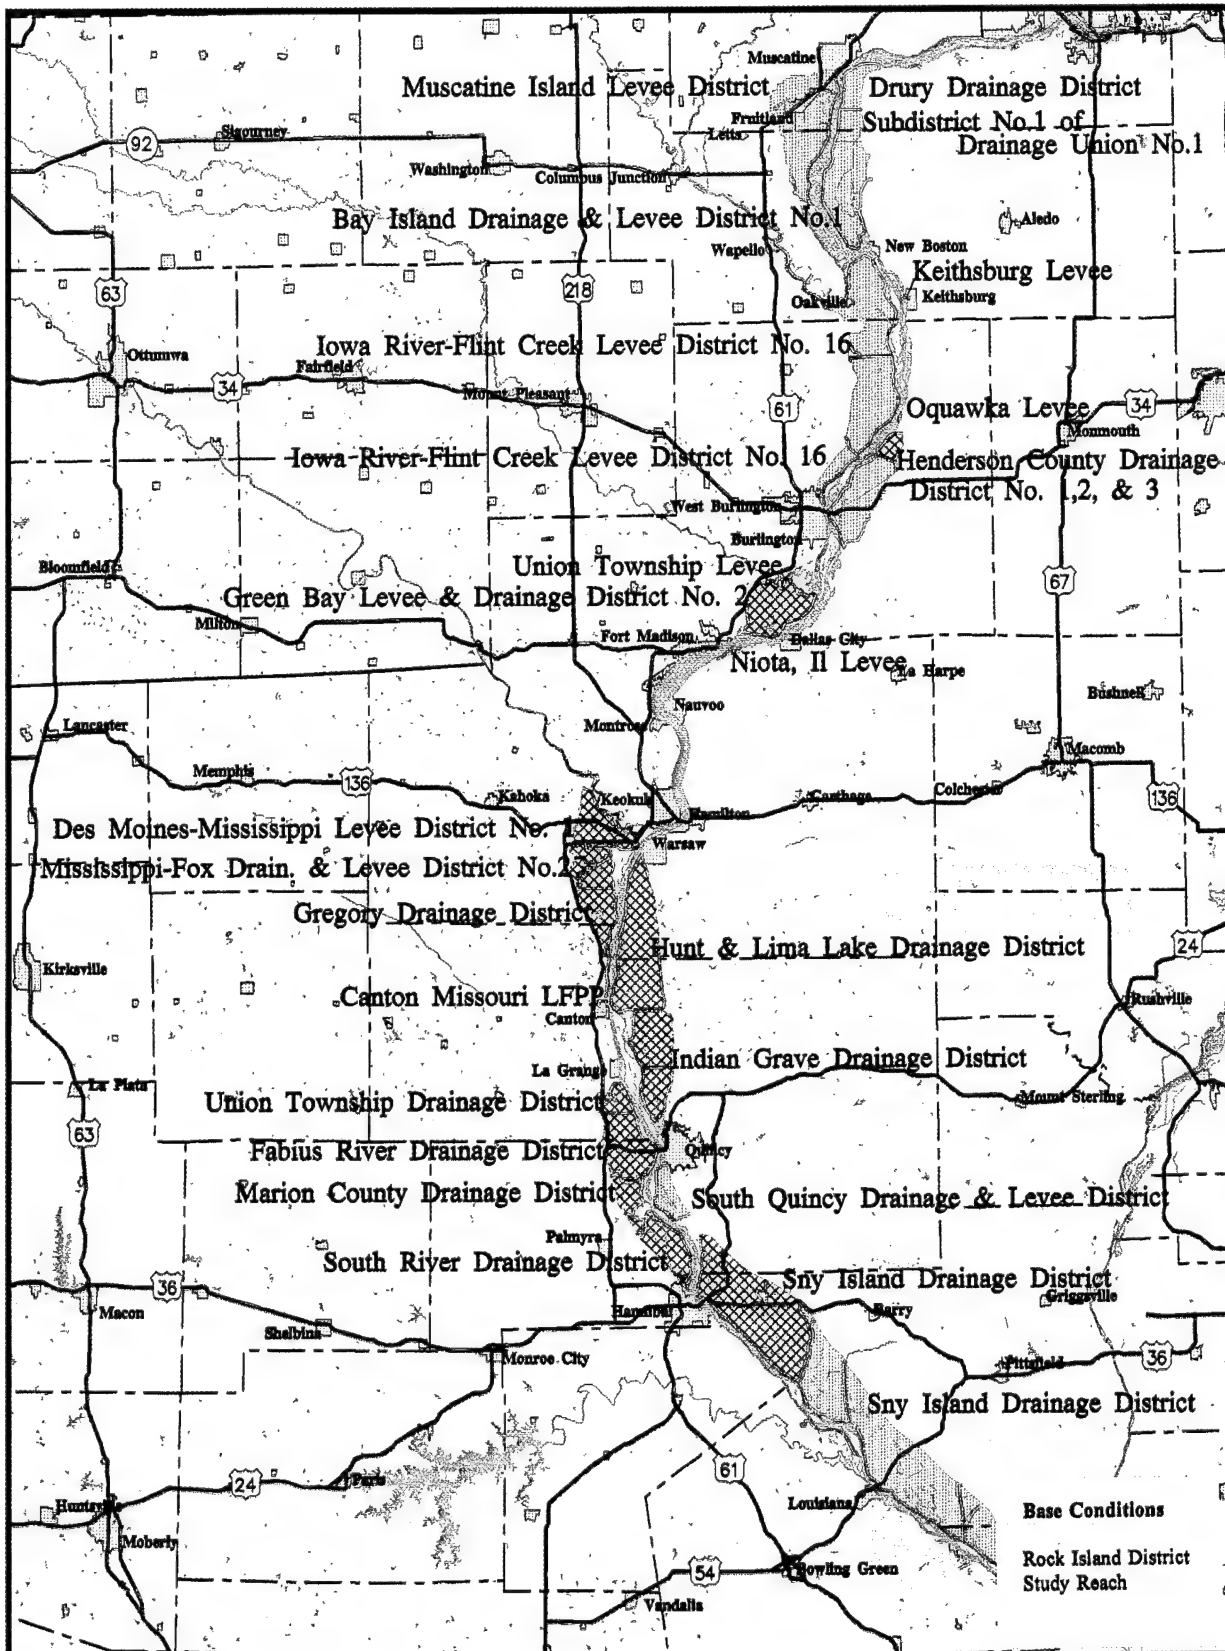 Muscatine
Muscatine Island Levee District
Drury Drainage District
Fruitland
Subdistrict No.1 of
Letts
Drainage Union No.1
92
Sigourney
Washington
Columbus Junction
Bay Island Drainage & Levee District No.1
Aledo
Wapello
New Boston
Keithsburg Levee
63
218
Oakville
Keithsburg
Iowa River-Flint Creek Levee District No. 16
Ottumwa
Fairfield
34
Mount Pleasant
61
Oquawka Levee
34
Monmouth
Iowa River-Flint Creek Levee District No. 16
Henderson County Drainage
District No. 1,2, & 3
West Burlington
Burlington
Bloomfield
Union Township Levee
67
Green Bay Levee & Drainage District No. 2
Milton
Fort Madison
Dallas City
Niota, Il Levee
La Harpe
Bushnell
Nauvoo
Lancaster
Montrose
Macomb
Memphis
136
Kahoka
Keokuk
Hamilton
Carthage
Colchester
136
Des Moines-Mississippi Levee District No. 1
Warsaw
Mississippi-Fox Drain. & Levee District No.2
Gregory Drainage District
Hunt & Lima Lake Drainage District
24
Kirksville
Canton Missouri LFPP
Rushville
Canton
Indian Grave Drainage District
La Grange
La Plata
Union Township Drainage District
Mount Sterling
63
Fabius River Drainage District
Quincy
Marion County Drainage District
South Quincy Drainage & Levee District
Palmyra
South River Drainage District
36
Sny Island Drainage District
Griggsville
Macon
Hannibal
Barry
Shelbina
Monroe City
Pittsfield
36
Sny Island Drainage District
61
24
Paris
Huntsville
Louisiana
Base Conditions
Moberly
Rock Island District
Study Reach
54
Bowling Green
Vandalia